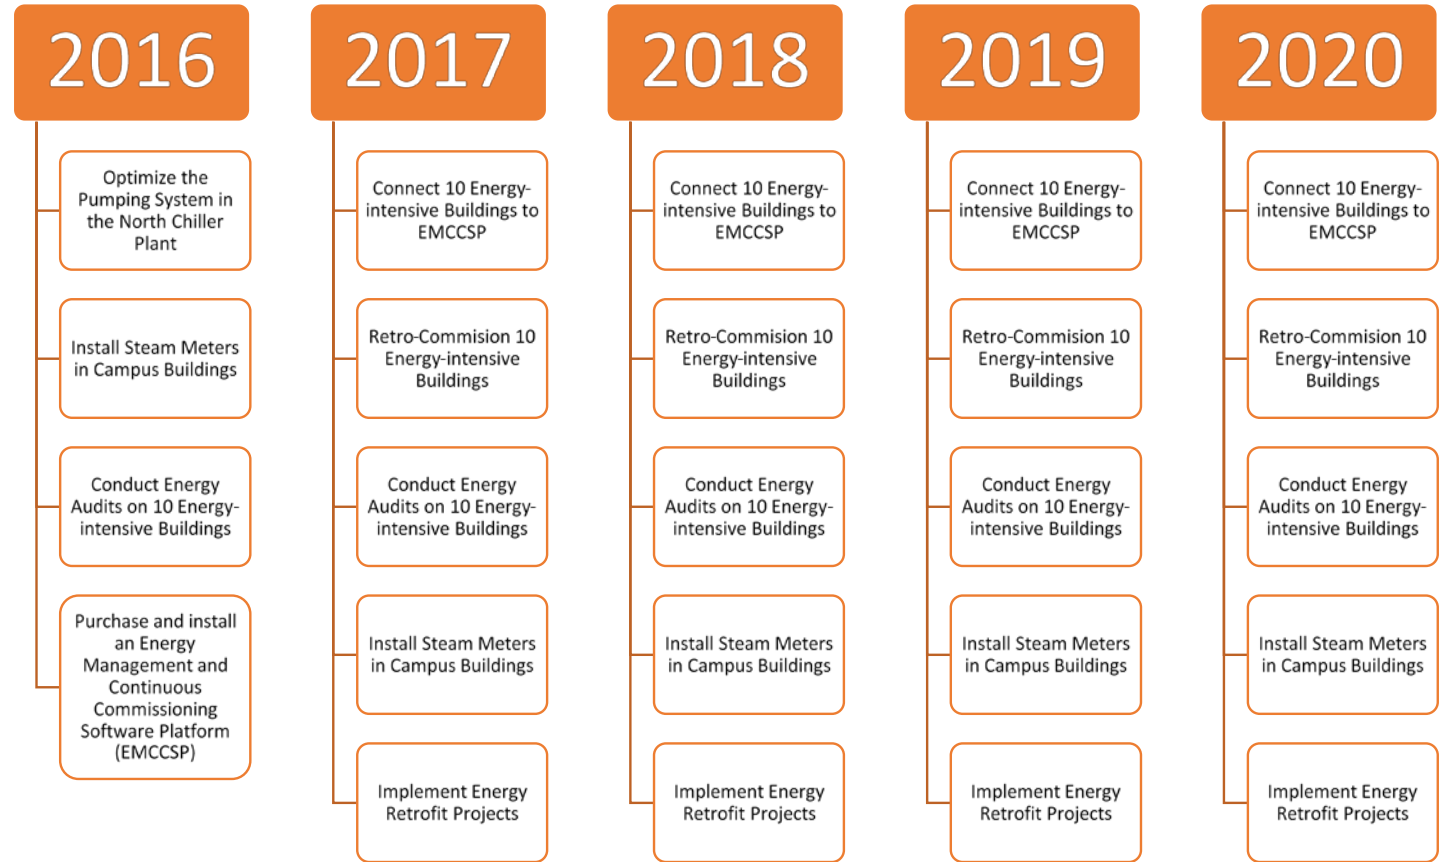 2016
Optimize the
Pumping System in
the North Chiller
Plant
Install Steam Meters
in Campus Buildings
Conduct Energy
Audits on 10 Energy-
intensive Buildings
Purchase and install
an Energy
Management and
Continuous
Commissioning
Software Platform
(EMCCSP)
2017
Connect 10 Energy-
intensive Buildings to
EMCCSP
Retro-Commision 10
Energy-intensive
Buildings
Conduct Energy
Audits on 10 Energy-
intensive Buildings
Install Steam Meters
in Campus Buildings
Implement Energy
Retrofit Projects
2018
Connect 10 Energy-
intensive Buildings to
EMCCSP
Retro-Commision 10
Energy-intensive
Buildings
Conduct Energy
Audits on 10 Energy-
intensive Buildings
Install Steam Meters
in Campus Buildings
Implement Energy
Retrofit Projects
2019
Connect 10 Energy-
intensive Buildings to
EMCCSP
Retro-Commision 10
Energy-intensive
Buildings
Conduct Energy
Audits on 10 Energy-
intensive Buildings
Install Steam Meters
in Campus Buildings
Implement Energy
Retrofit Projects
2020
Connect 10 Energy-
intensive Buildings to
EMCCSP
Retro-Commision 10
Energy-intensive
Buildings
Conduct Energy
Audits on 10 Energy-
intensive Buildings
Install Steam Meters
in Campus Buildings
Implement Energy
Retrofit Projects